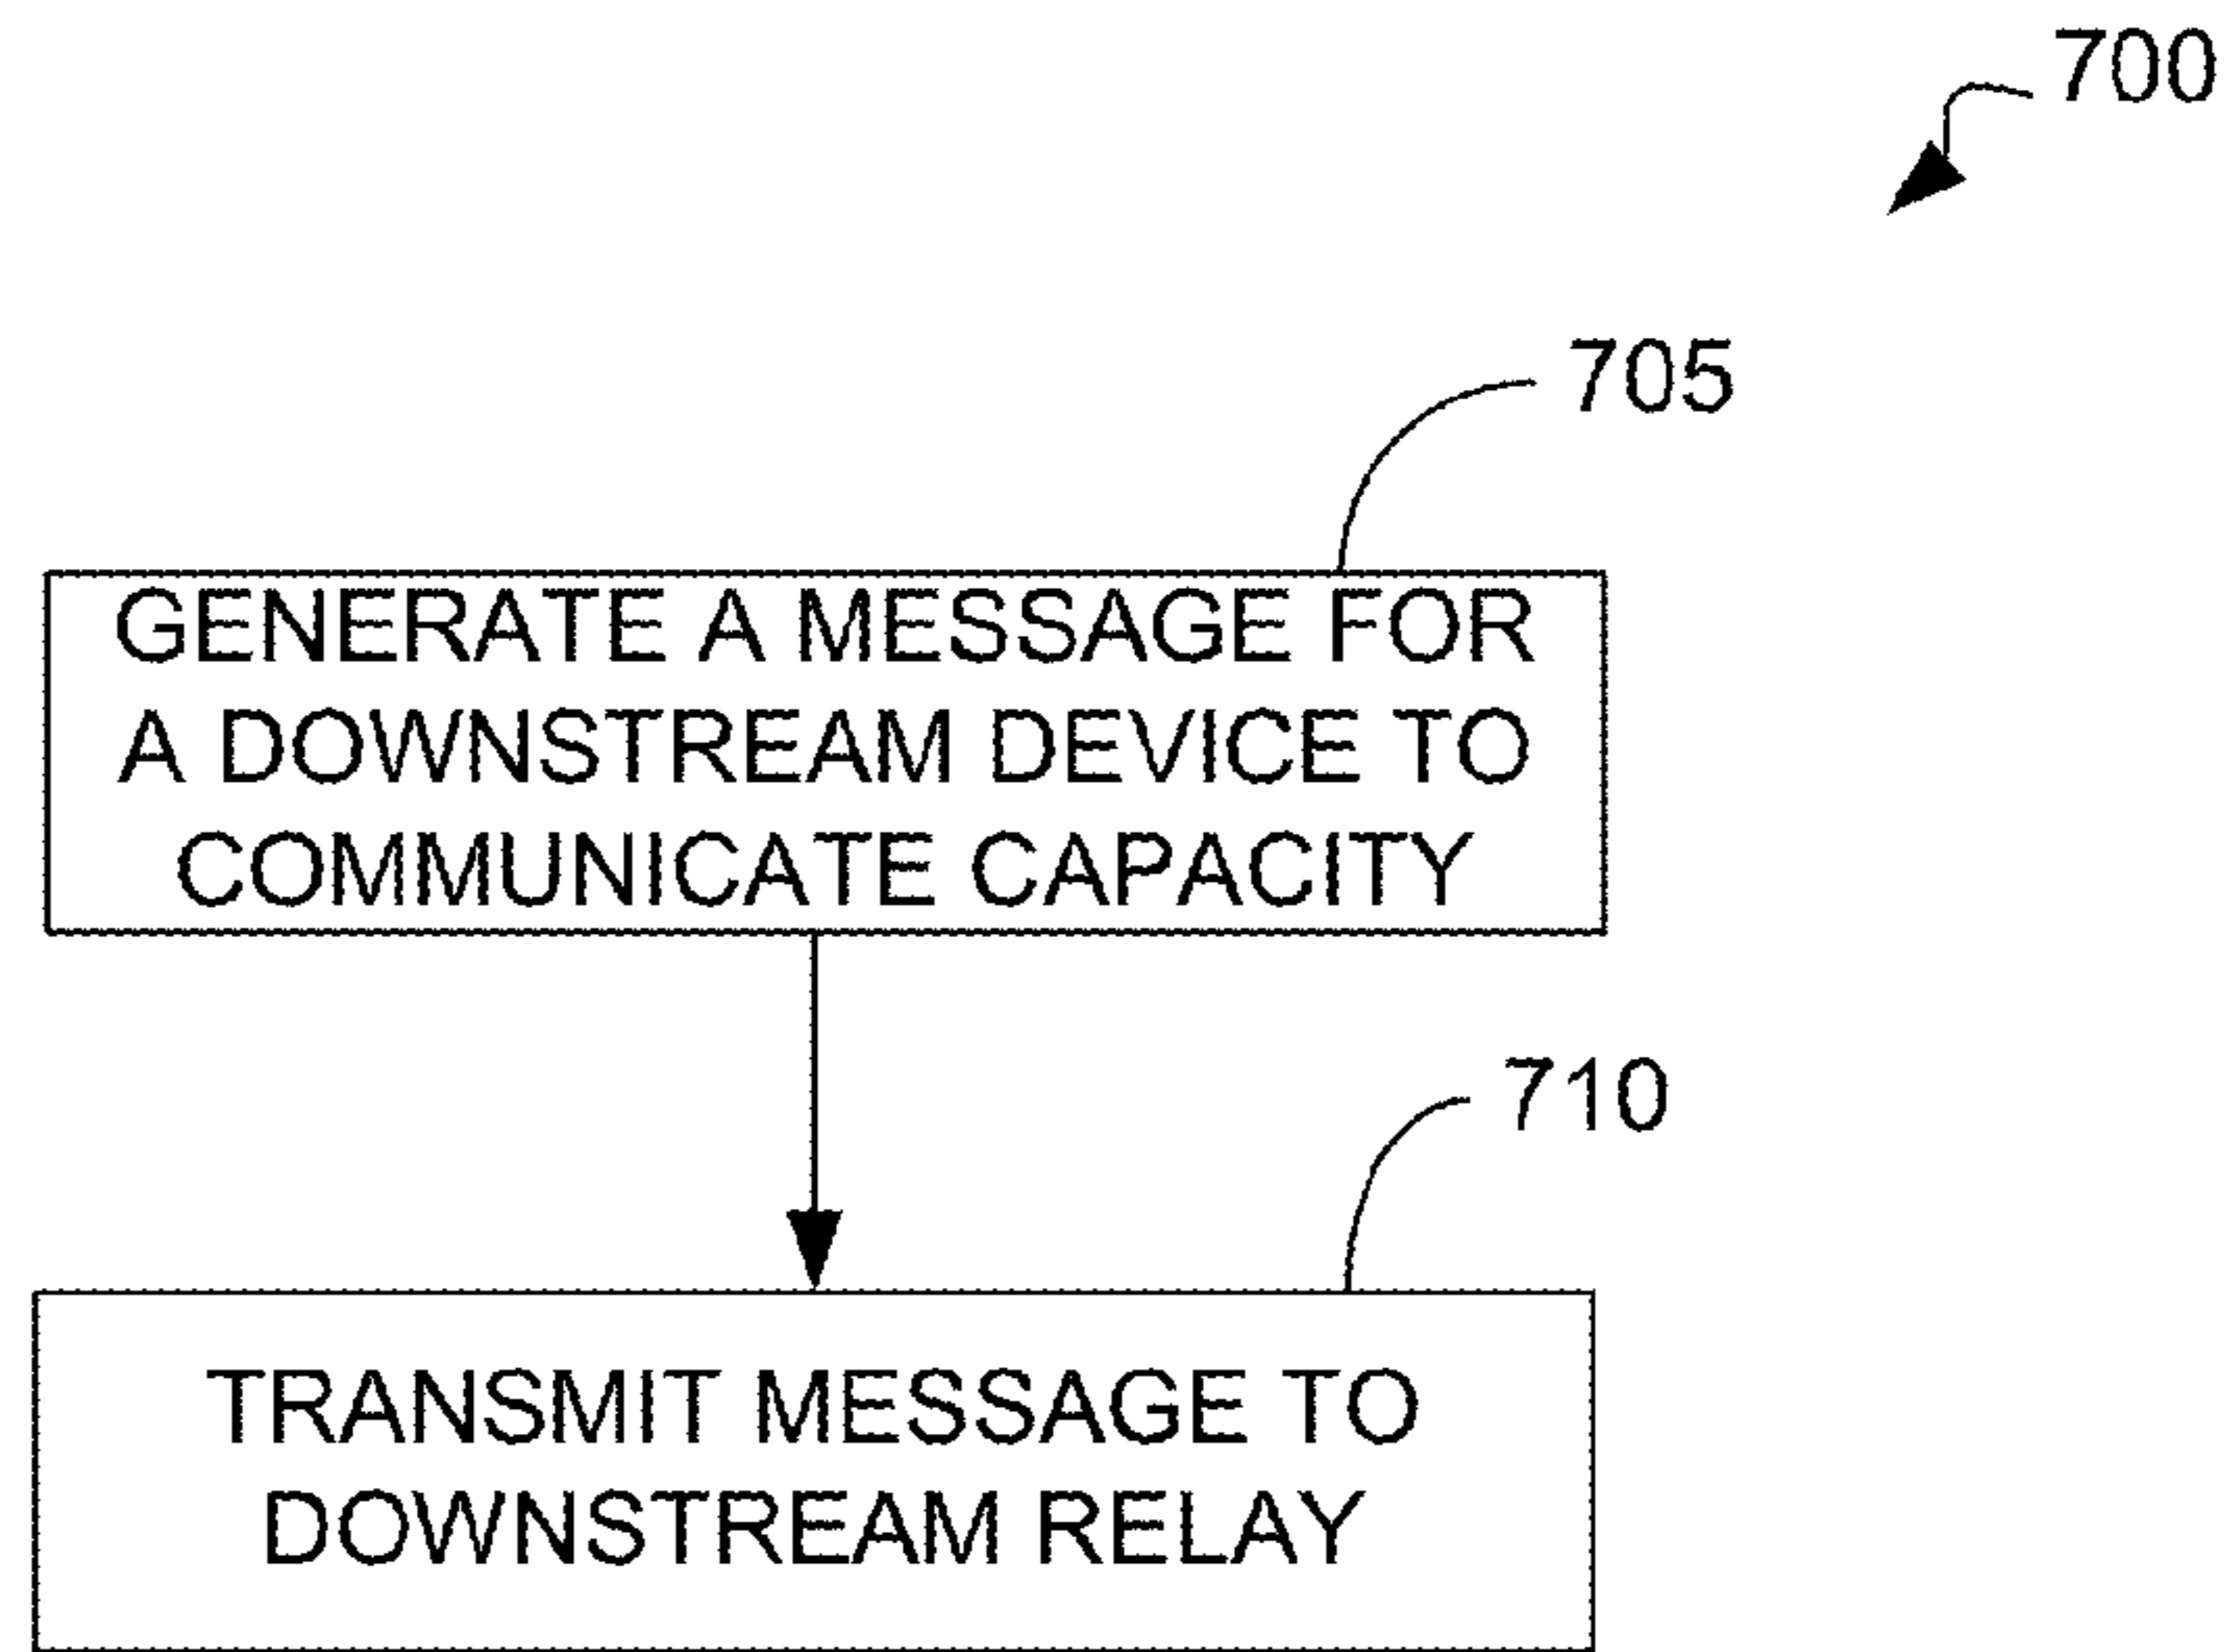 700
705
GENERATE A MESSAGE FOR
A DOWNSTREAM DEVICE TO
COMMUNICATE CAPACITY
710
TRANSMIT MESSAGE TO
DOWNSTREAM RELAY